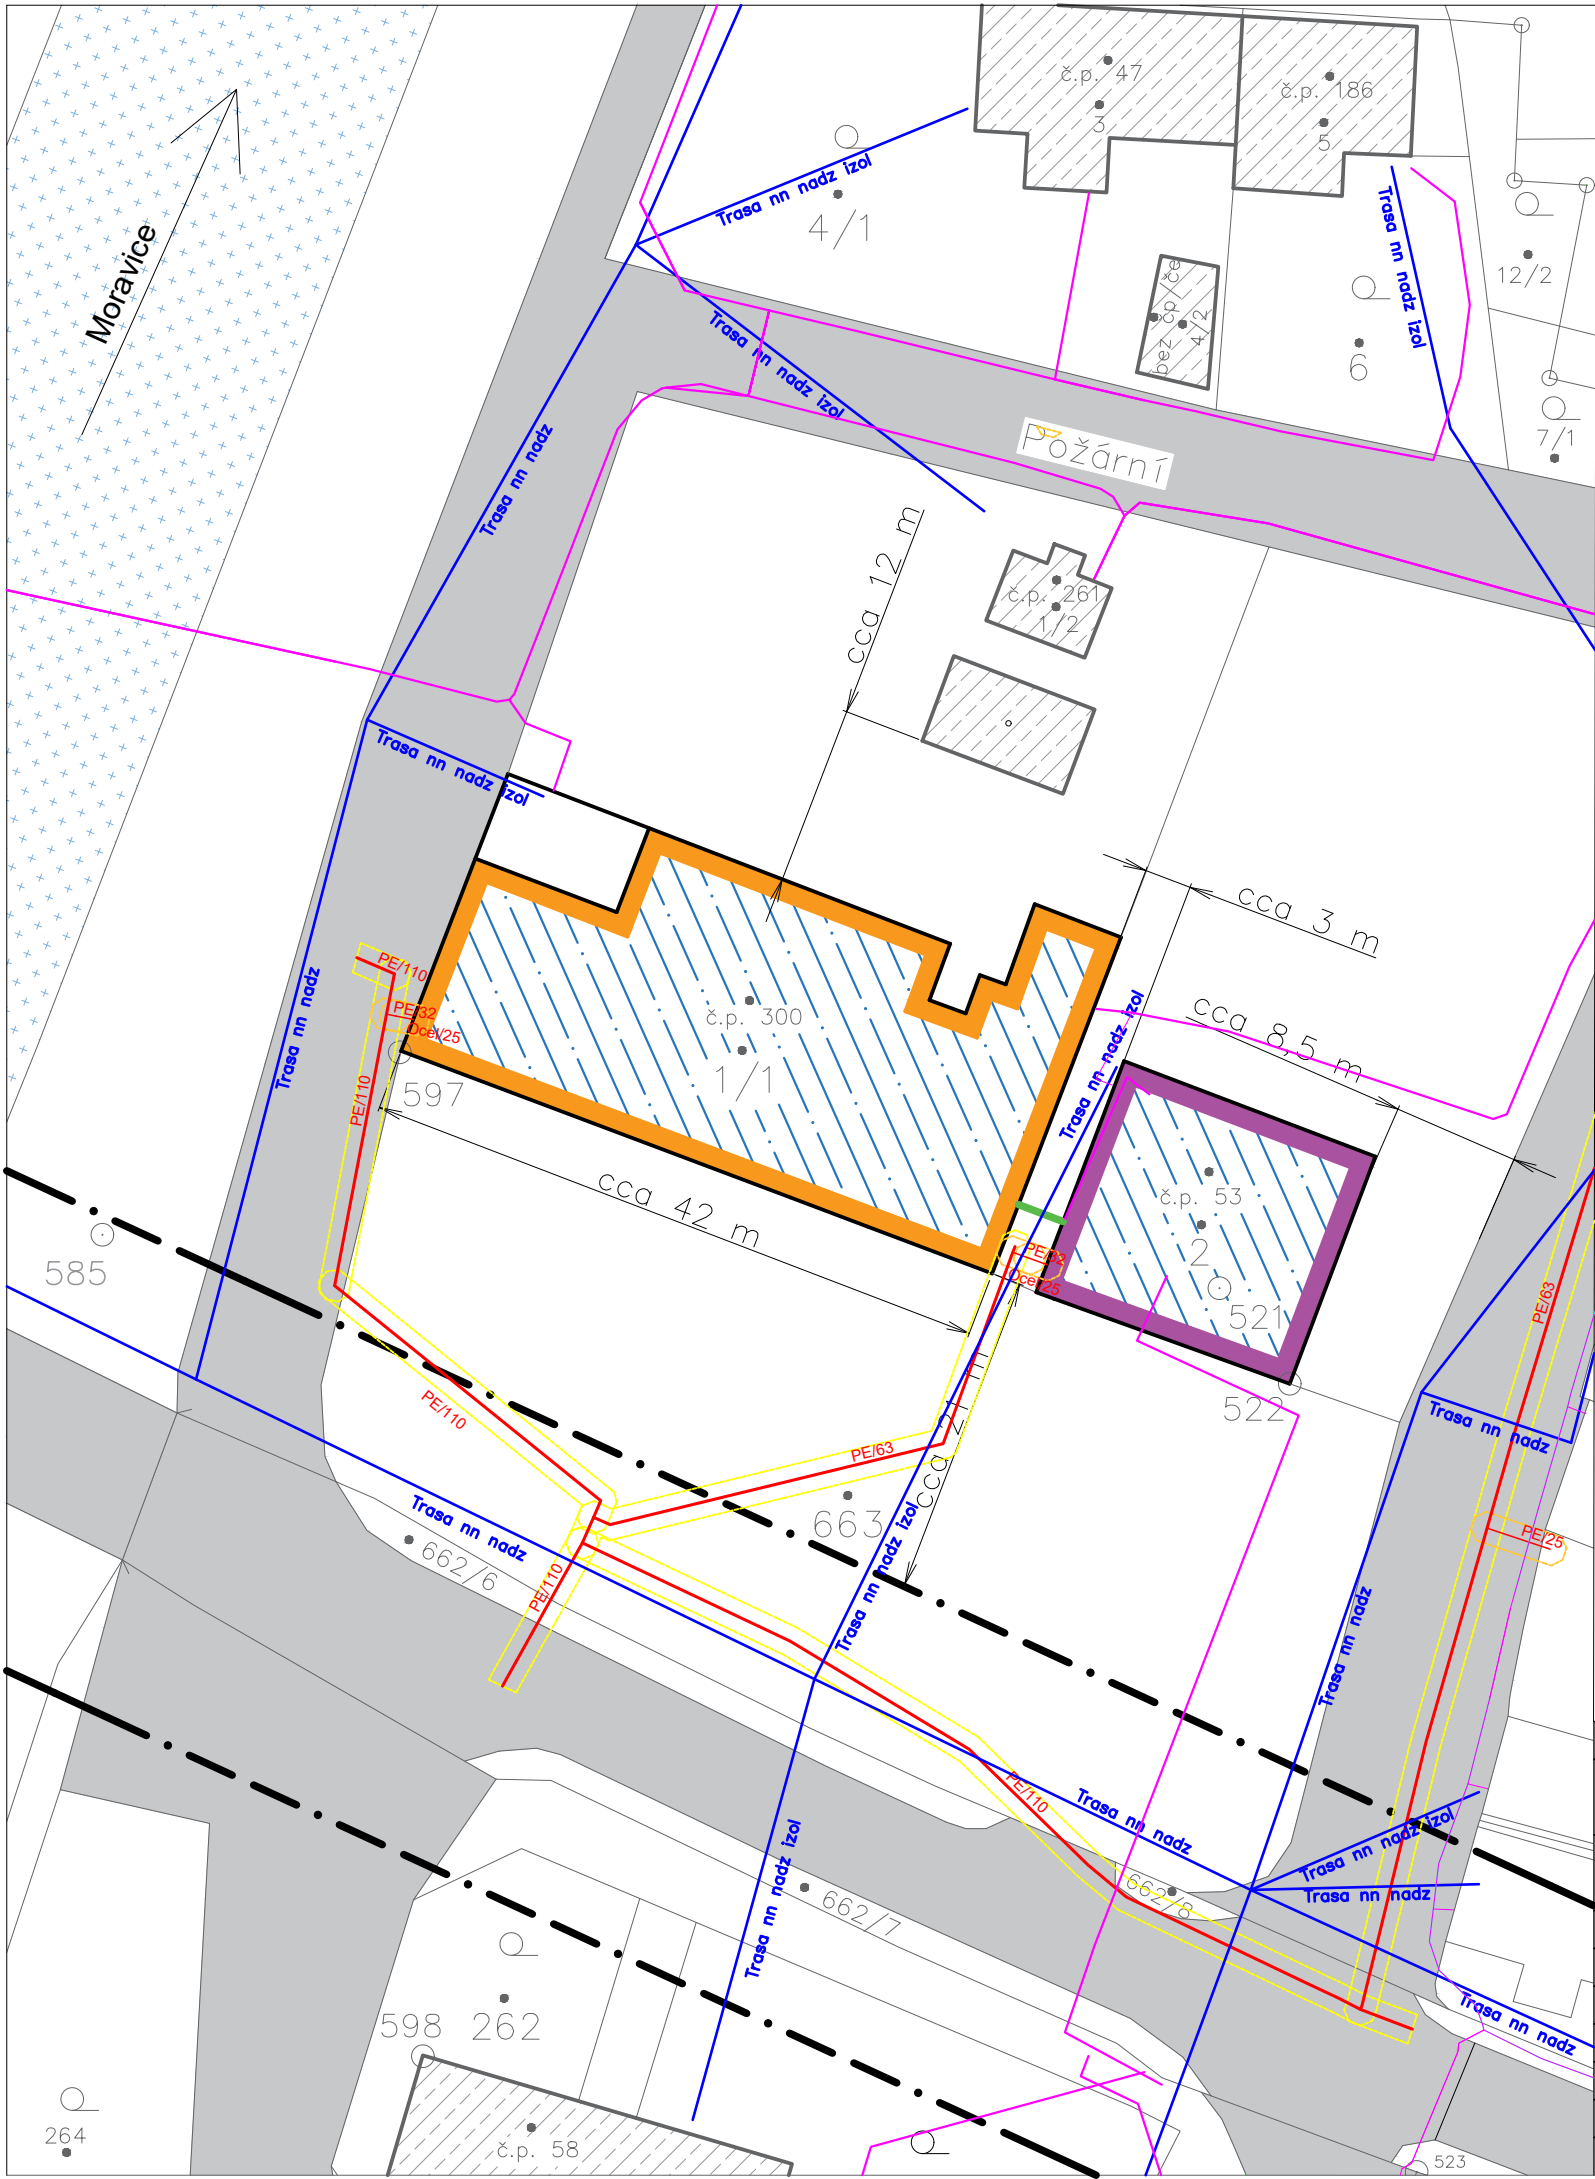 č.p. 47
3
č.p. 186
5
4/1
Trasa nn nadz izol
Trasa nn nadz izol
12/2
Moravice
bez čp/če
4/2
6
Trasa nn nadz izol
7/1
Požární
Trasa nn nadz
cca 12 m
č.p. 261
1/2
Trasa nn nadz izol
cca 3 m
PE/110
PE/32
Ocel/25
Trasa nn nadz
č.p. 300
1/1
597
PE/110
Trasa nn nadz izol
cca 8,5 m
cca 42 m
č.p. 53
2
521
585
PE/32
Ocel/25
PE/63
522
PE/110
PE/63
cca 21 m
Trasa nn nadz
663
Trasa nn nadz
662/6
PE/110
Trasa nn nadz izol
PE/25
Trasa nn nadz
PE/110
Trasa nn nadz
Trasa nn nadz izol
Trasa nn nadz
662/8
662/7
Trasa nn nadz izol
Trasa nn nadz
598
262
264
č.p. 58
523